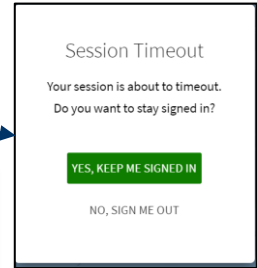 Session Timeout
Your session is about to timeout.
Do you want to stay signed in?
YES, KEEP ME SIGNED IN
NO, SIGN ME OUT